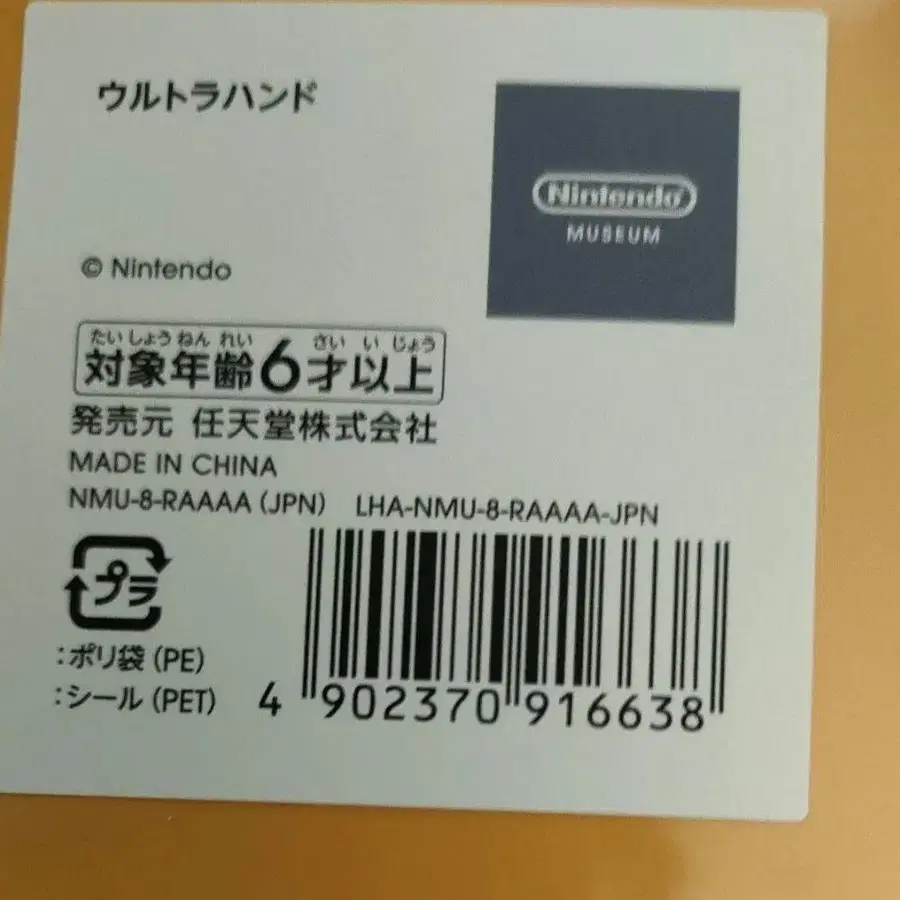 ウルトラハンド
Nintendo
MUSEUM
© Nintendo
たいしょうねんれい さいいじょう
対象年齢6才以上
発売元 任天堂株式会社
MADE IN CHINA
NMU-8-RAAAA (JPN) LHA-NMU-8-RAAAA-JPN
プラ
:ポリ袋 (PE)
:シール (PET)
4 902370 916638